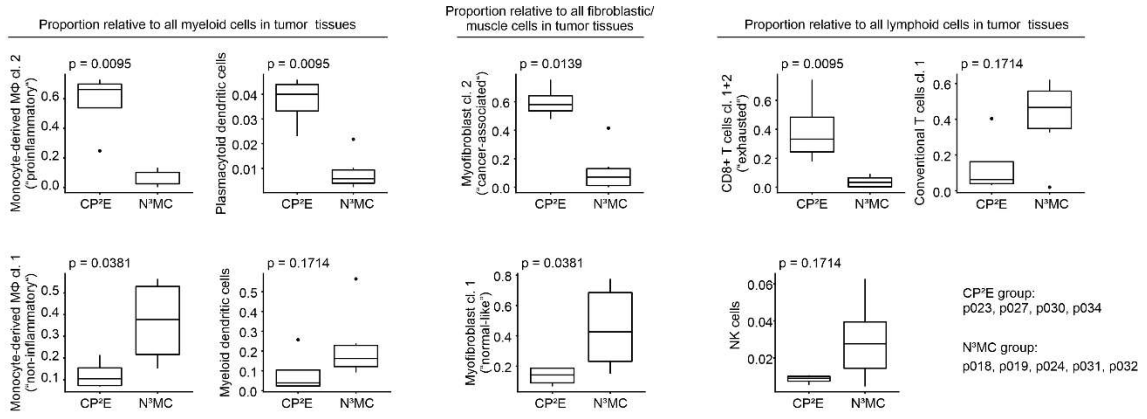 Proportion relative to all myeloid cells in tumor tissues
Proportion relative to all fibroblastic/
muscle cells in tumor tissues
Proportion relative to all lymphoid cells in tumor tissues
Monocyte-derived MΦ cl. 2
("proinflammatory")
p = 0.0095
0.6
0.4
0.2
0.0
CP²E
N³MC
Plasmacytoid dendritic cells
p = 0.0095
0.04
0.03
0.02
0.01
CP²E
N³MC
Myofibroblast cl. 2
("cancer-associated")
p = 0.0139
0.6
0.4
0.2
0.0
CP²E
N³MC
CD8+ T cells cl. 1+2
("exhausted")
p = 0.0095
0.6
0.4
0.2
0.0
CP²E
N³MC
Conventional T cells cl. 1
p = 0.1714
0.6
0.4
0.2
0.0
CP²E
N³MC
Monocyte-derived MΦ cl. 1
("non-inflammatory")
p = 0.0381
0.5
0.4
0.3
0.2
0.1
CP²E
N³MC
Myeloid dendritic cells
p = 0.1714
0.5
0.4
0.3
0.2
0.1
CP²E
N³MC
Myofibroblast cl. 1
("normal-like")
p = 0.0381
0.8
0.6
0.4
0.2
CP²E
N³MC
NK cells
p = 0.1714
0.06
0.04
0.02
CP²E
N³MC
CP²E group:
p023, p027, p030, p034
N³MC group:
p018, p019, p024, p031, p032